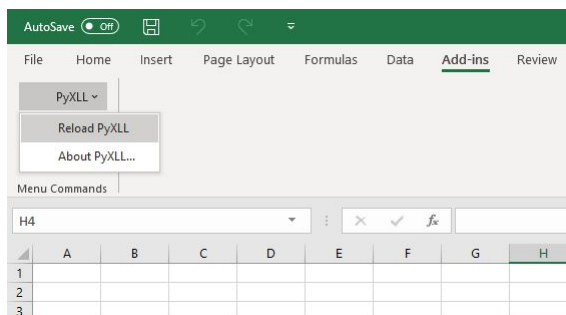 AutoSave Off
File Home Insert Page Layout Formulas Data Add-ins Review
PyXLL
Reload PyXLL
About PyXLL...
Menu Commands
H4 fx
A B C D E F G H
1
2
3